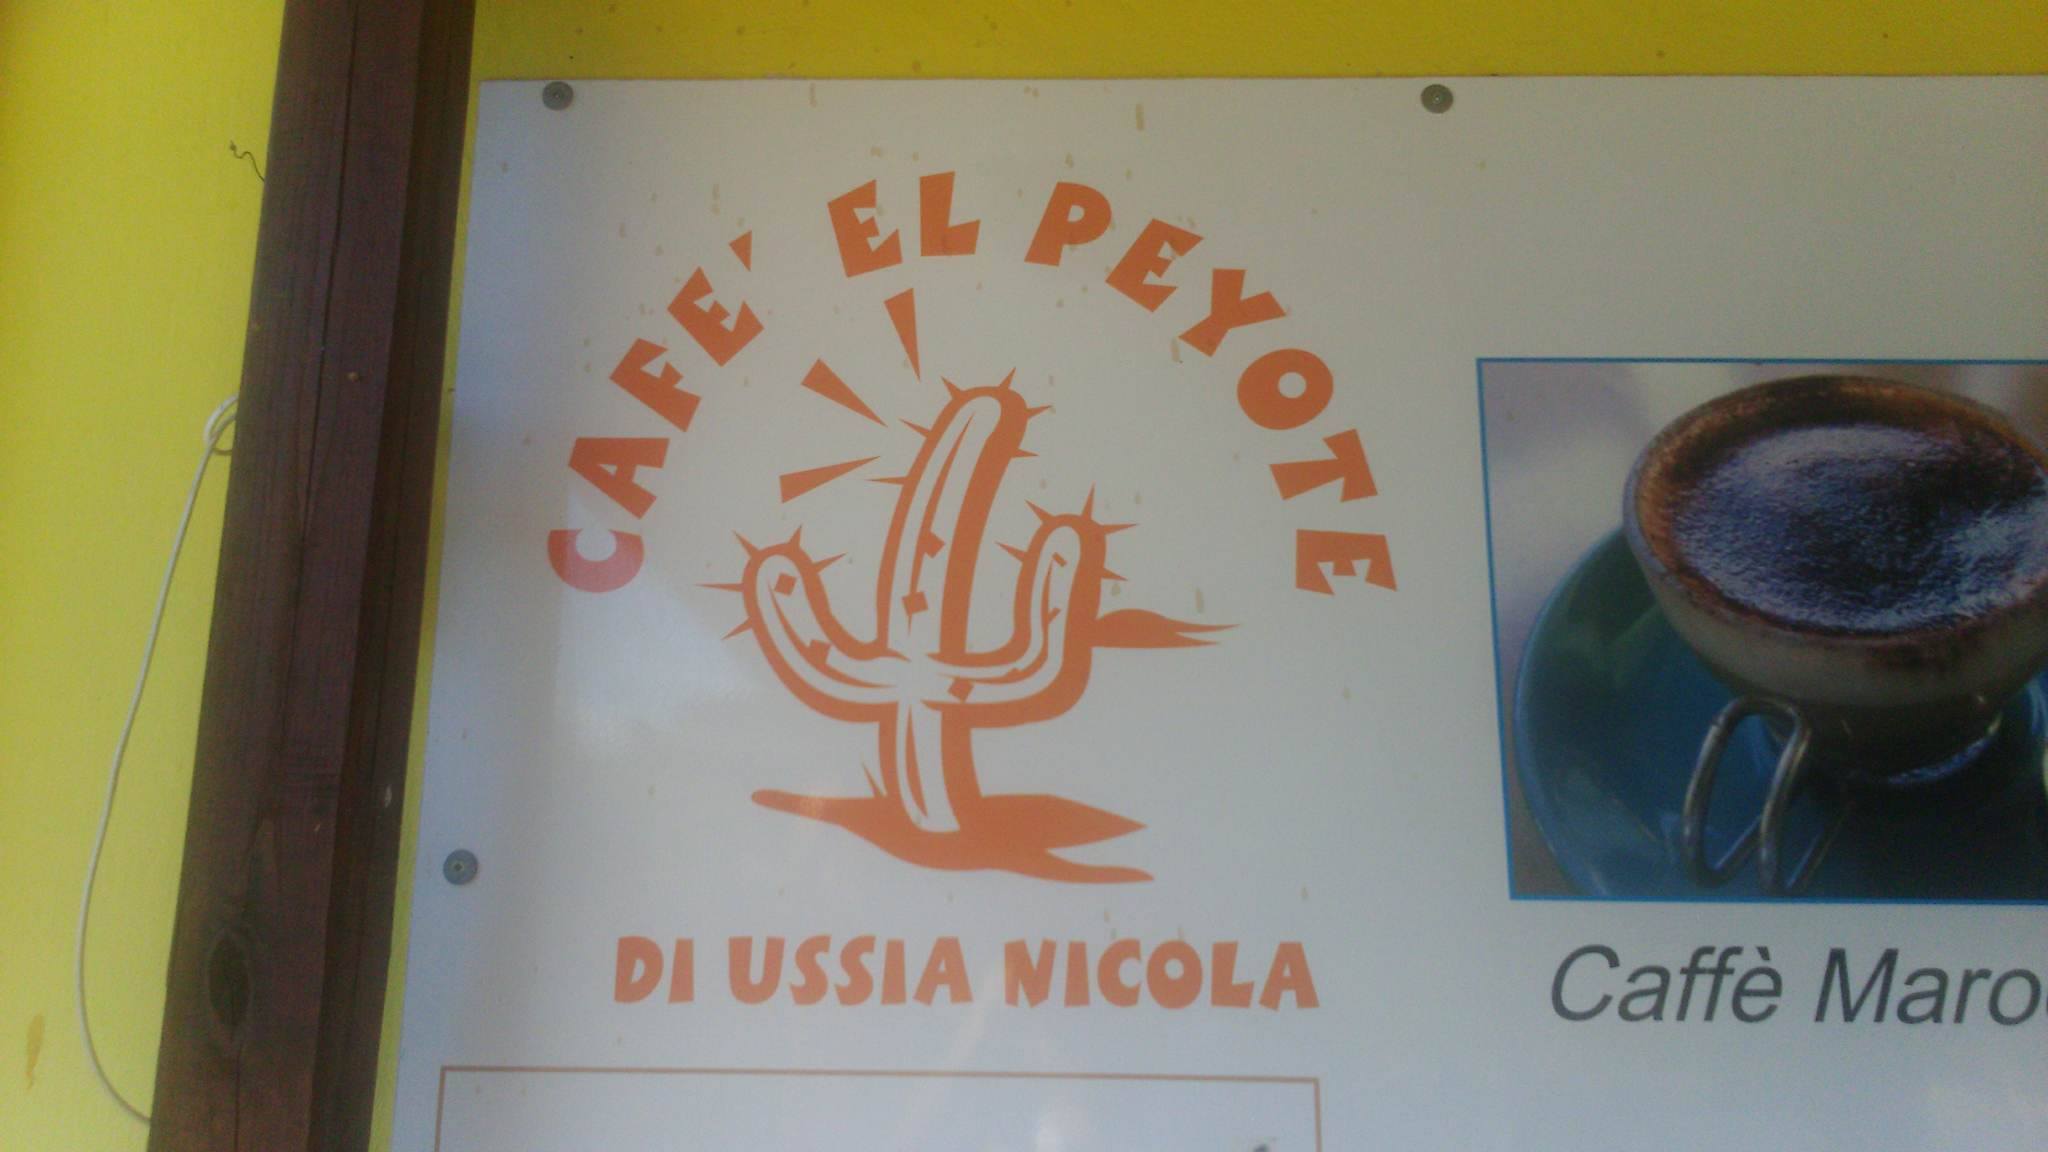 CAFE' EL PEYOTE
DI USSIA NICOLA
Caffè Maro